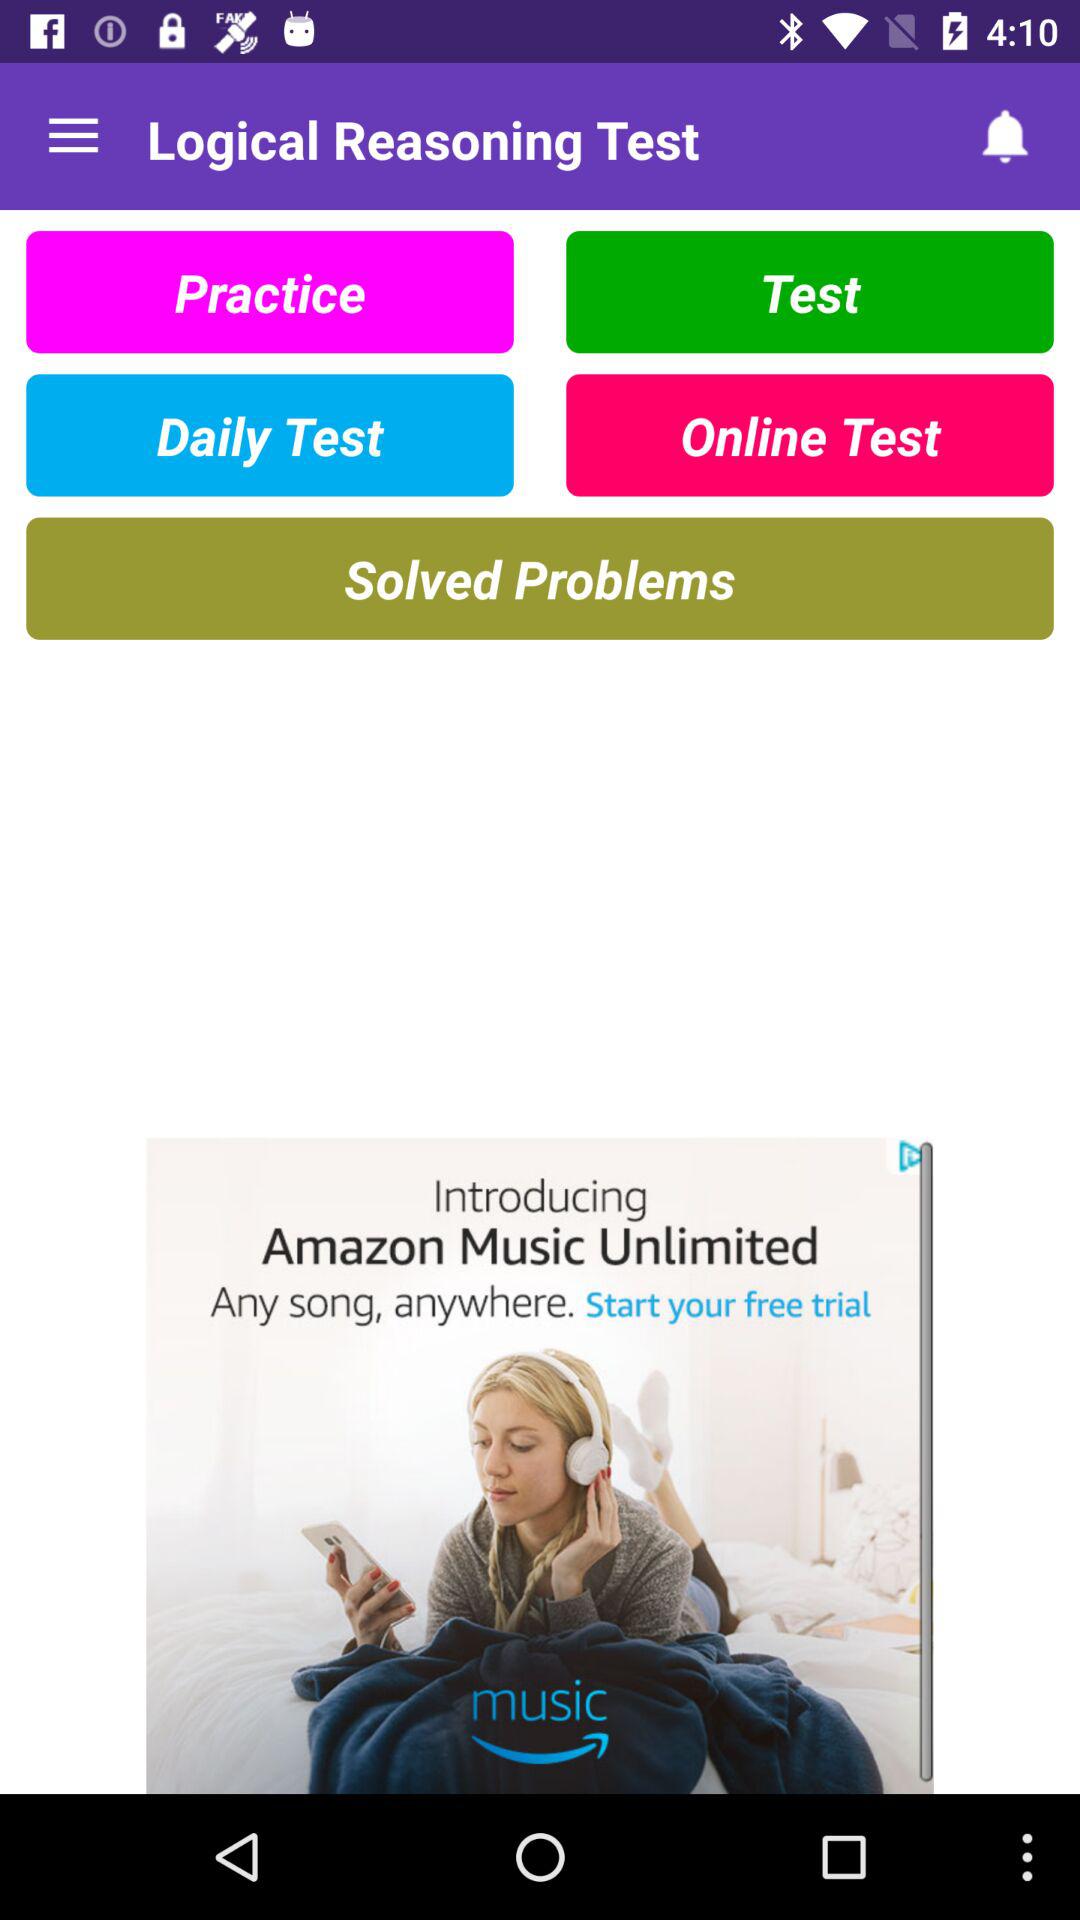 FAKE
4:10
Logical Reasoning Test
Practice
Test
Daily Test
Online Test
Solved Problems
Introducing
Amazon Music Unlimited
Any song, anywhere. Start your free trial
music